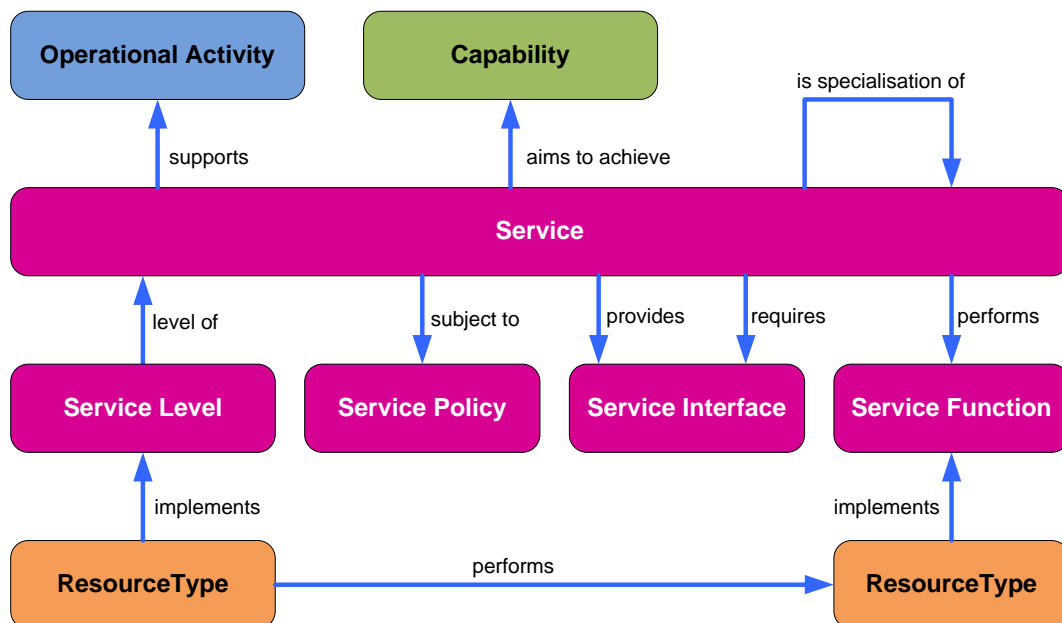 Operational Activity
Capability
is specialisation of
supports
aims to achieve
Service
level of
subject to
provides
requires
performs
Service Level
Service Policy
Service Interface
Service Function
implements
implements
performs
ResourceType
ResourceType